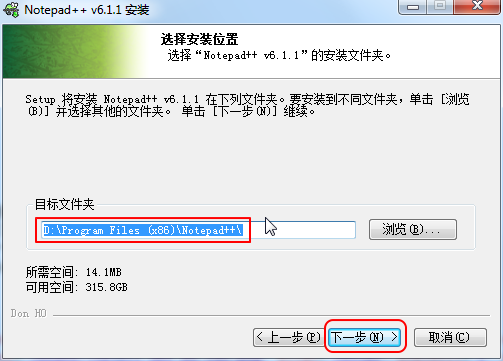 Notepad++ v6.1.1 安装
选择安装位置
选择“Notepad++ v6.1.1”的安装文件夹。
Setup 将安装 Notepad++ v6.1.1 在下列文件夹。要安装到不同文件夹，单击 [浏览
(B)] 并选择其他的文件夹。 单击 [下一步(N)] 继续。
目标文件夹
D:\Program Files (x86)\Notepad++\
浏览(B)...
所需空间: 14.1MB
可用空间: 315.8GB
Don HO
< 上一步(P)
下一步(N) >
取消(C)